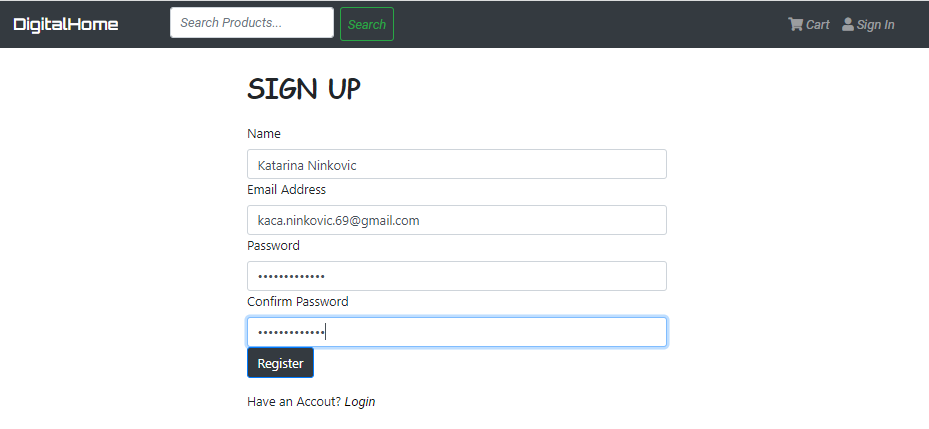 DigitalHome Search Products... Search Cart Sign In
SIGN UP
Name
Katarina Ninkovic
Email Address
kaca.ninkovic.69@gmail.com
Password
•••••••••••••
Confirm Password
•••••••••••••
Register
Have an Accout? Login